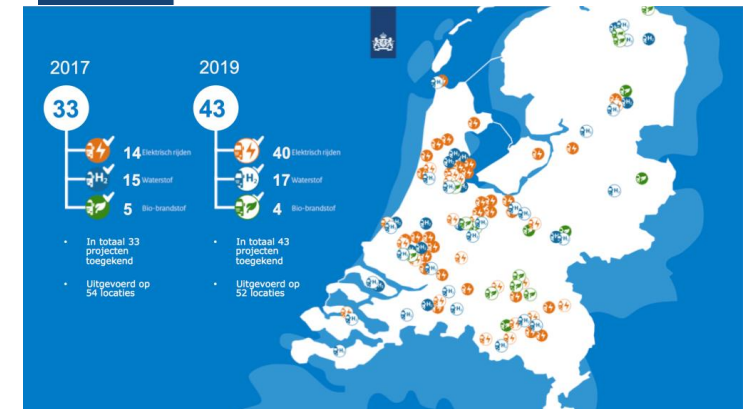 2017
33
14 Elektrisch rijden
H₂ 15 Waterstof
5 Bio-brandstof
• In totaal 33
projecten
toegekend
• Uitgevoerd op
54 locaties
2019
43
40 Elektrisch rijden
H₂ 17 Waterstof
4 Bio-brandstof
• In totaal 43
projecten
toegekend
• Uitgevoerd op
52 locaties